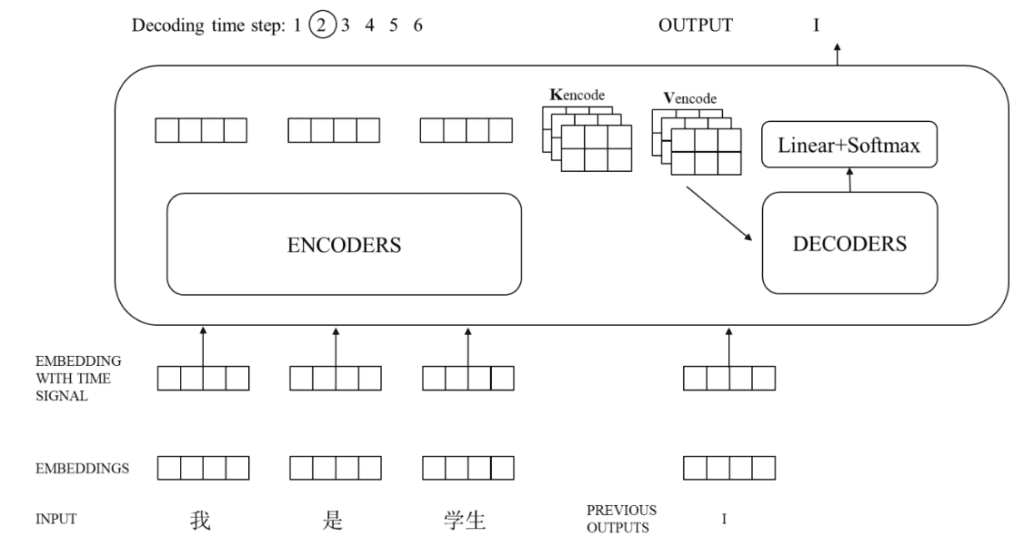 Decoding time step: 1 2 3 4 5 6 OUTPUT I
Kencode Vencode
Linear+Softmax
ENCODERS DECODERS
EMBEDDING
WITH TIME
SIGNAL
EMBEDDINGS
INPUT 我 是 学生
PREVIOUS
OUTPUTS
I